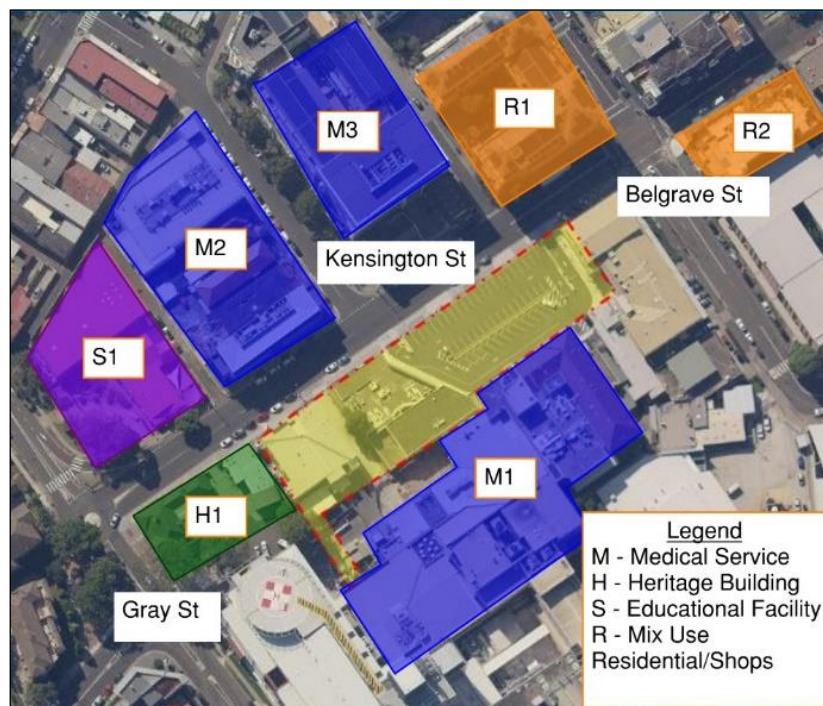 M3
R1
R2
Belgrave St
M2
Kensington St
S1
M1
H1
Gray St
Legend
M - Medical Service
H - Heritage Building
S - Educational Facility
R - Mix Use
Residential/Shops
H